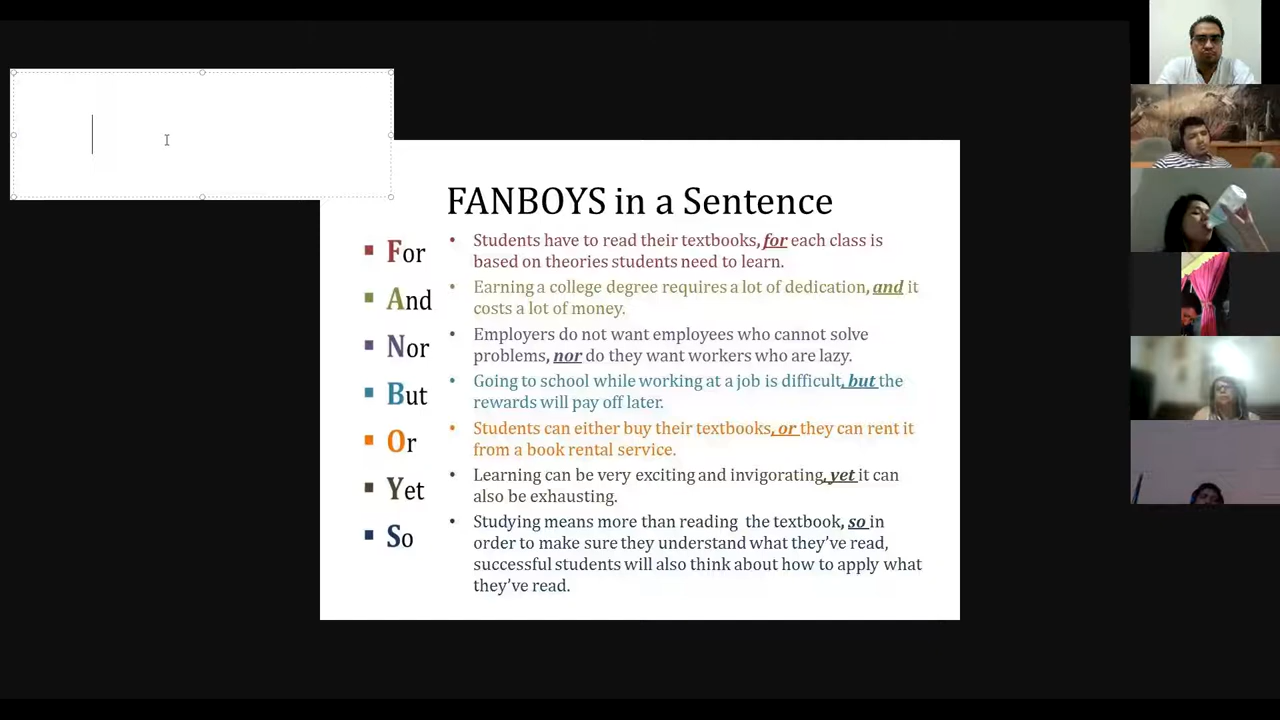 FANBOYS in a Sentence
For
And
Nor
But
Or
Yet
So
Students have to read their textbooks, for each class is
based on theories students need to learn.
Earning a college degree requires a lot of dedication, and it
costs a lot of money.
Employers do not want employees who cannot solve
problems, nor do they want workers who are lazy.
Going to school while working at a job is difficult, but the
rewards will pay off later.
Students can either buy their textbooks, or they can rent it
from a book rental service.
Learning can be very exciting and invigorating, yet it can
also be exhausting.
Studying means more than reading the textbook, so in
order to make sure they understand what they've read,
successful students will also think about how to apply what
they've read.